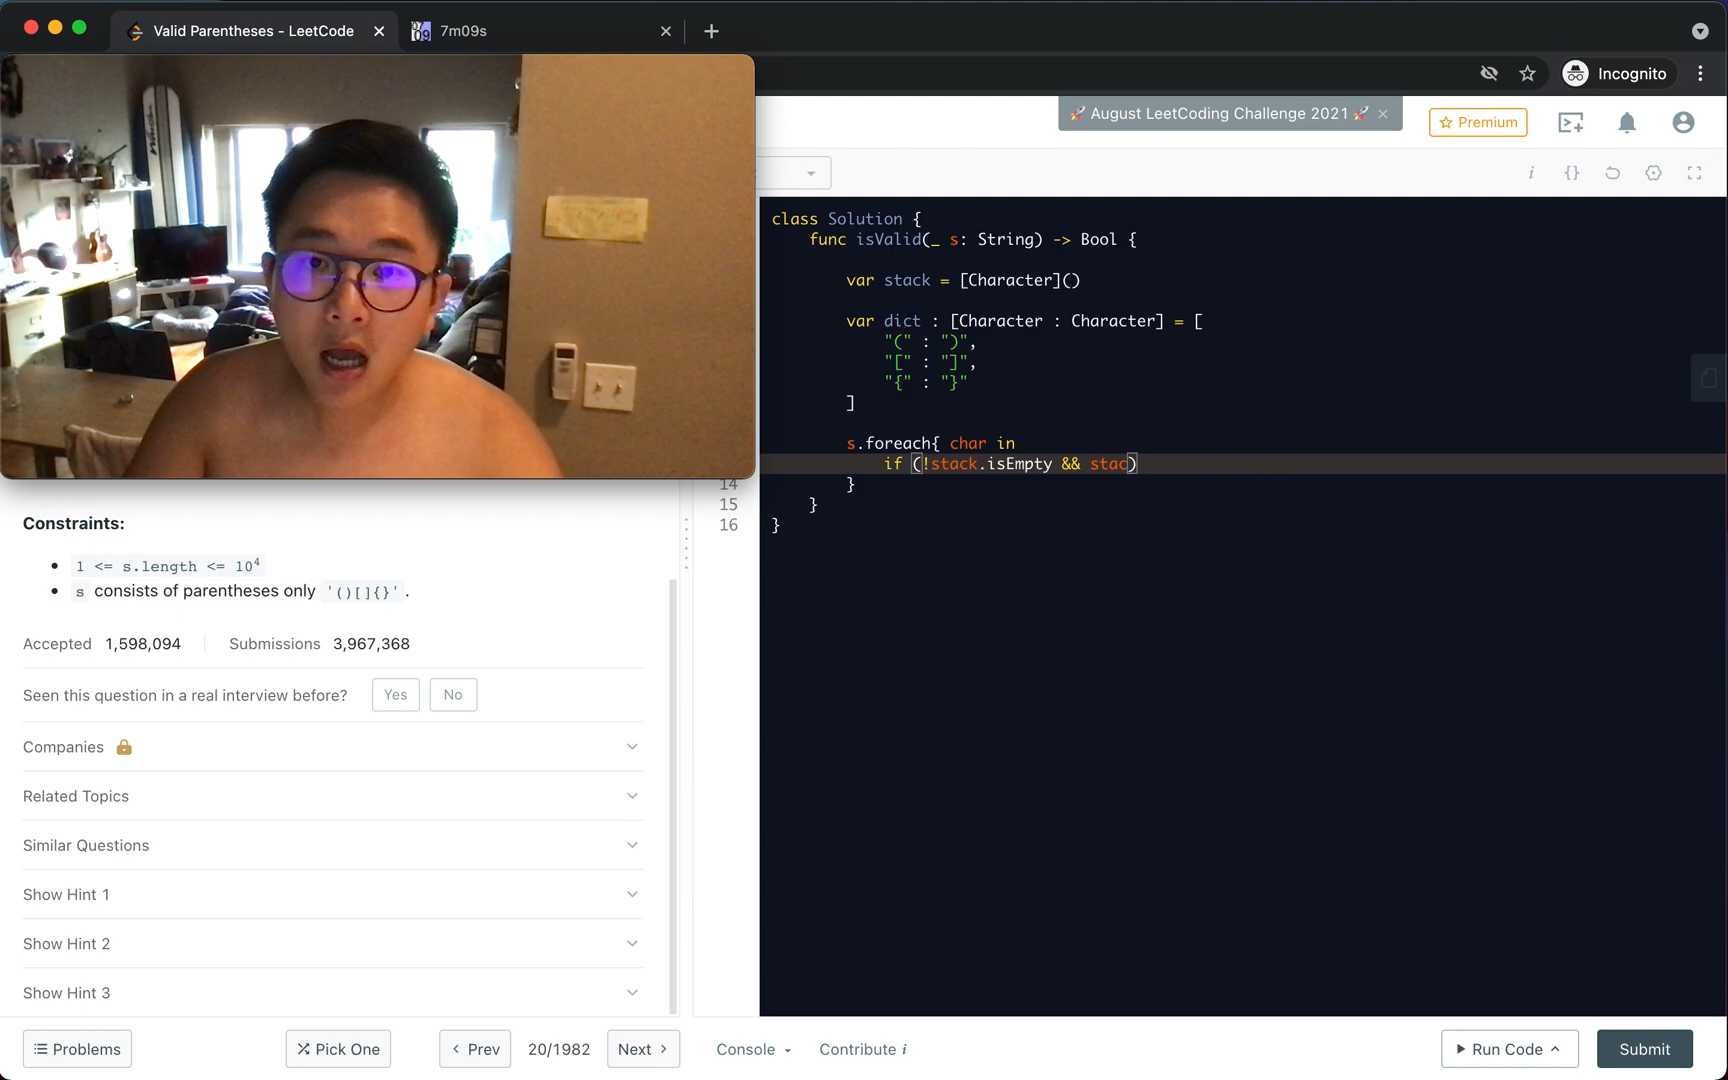 Valid Parentheses - LeetCode
7m09s
Incognito
🚀 August LeetCoding Challenge 2021 🚀
Premium
class Solution {
func isValid(_ s: String) -> Bool {
var stack = [Character]()
var dict : [Character : Character] = [
"(" : ")",
"[" : "]",
"{" : "}"
]
s.foreach{ char in
if (!stack.isEmpty && stac)
14 }
15 }
16 }
Constraints:
1 <= s.length <= 10⁴
s consists of parentheses only '()[]{}'.
Accepted 1,598,094 Submissions 3,967,368
Seen this question in a real interview before? Yes No
Companies
Related Topics
Similar Questions
Show Hint 1
Show Hint 2
Show Hint 3
Problems Pick One Prev 20/1982 Next Console Contribute i Run Code Submit